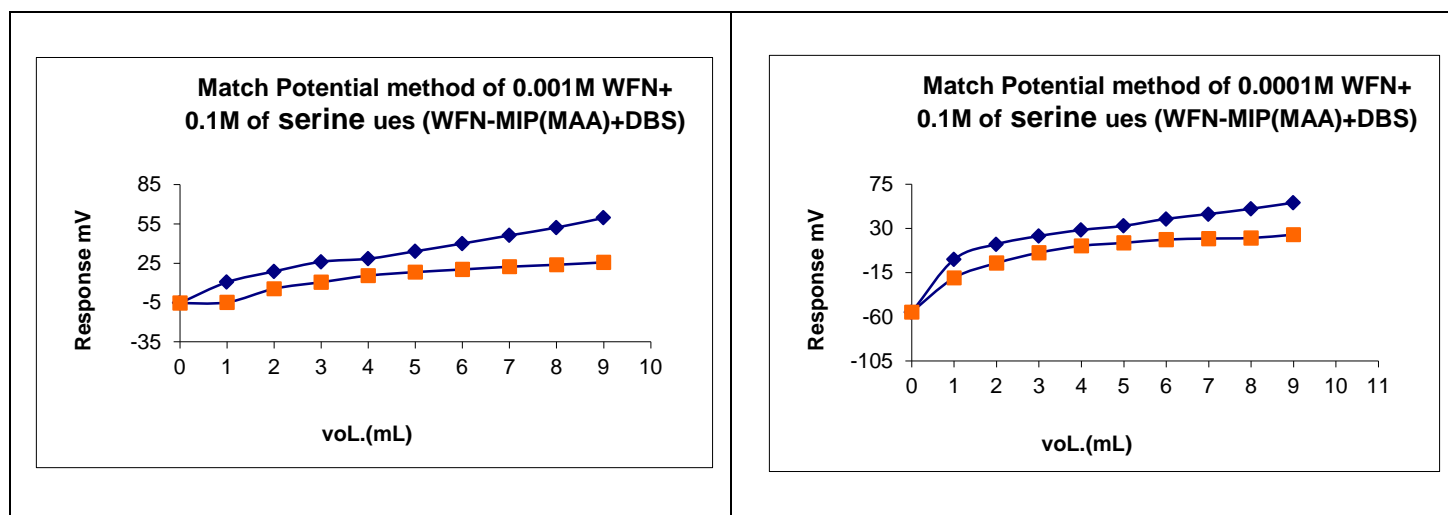 Match Potential method of 0.001M WFN+
0.1M of serine ues (WFN-MIP(MAA)+DBS)
85
55
25
-5
-35
Response mV
0 1 2 3 4 5 6 7 8 9 10
voL.(mL)
Match Potential method of 0.0001M WFN+
0.1M of serine ues (WFN-MIP(MAA)+DBS)
75
30
-15
-60
-105
Response mV
0 1 2 3 4 5 6 7 8 9 10 11
voL.(mL)